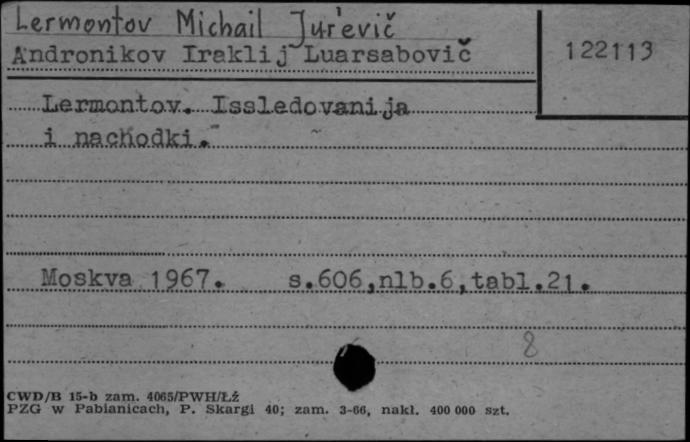 Lermontov Michail Jur'evič
Andronikov Iraklij Luarsabovič
122113
Lermontov. Issledovanija
i nachodki.
Moskva 1967. s.606,nlb.6,tabl.21.
8
CWD/B 15-b zam. 4065/PWH/ŁŻ
PZG w Pabianicach, P. Skargi 40; zam. 3-66, nakł. 400 000 szt.